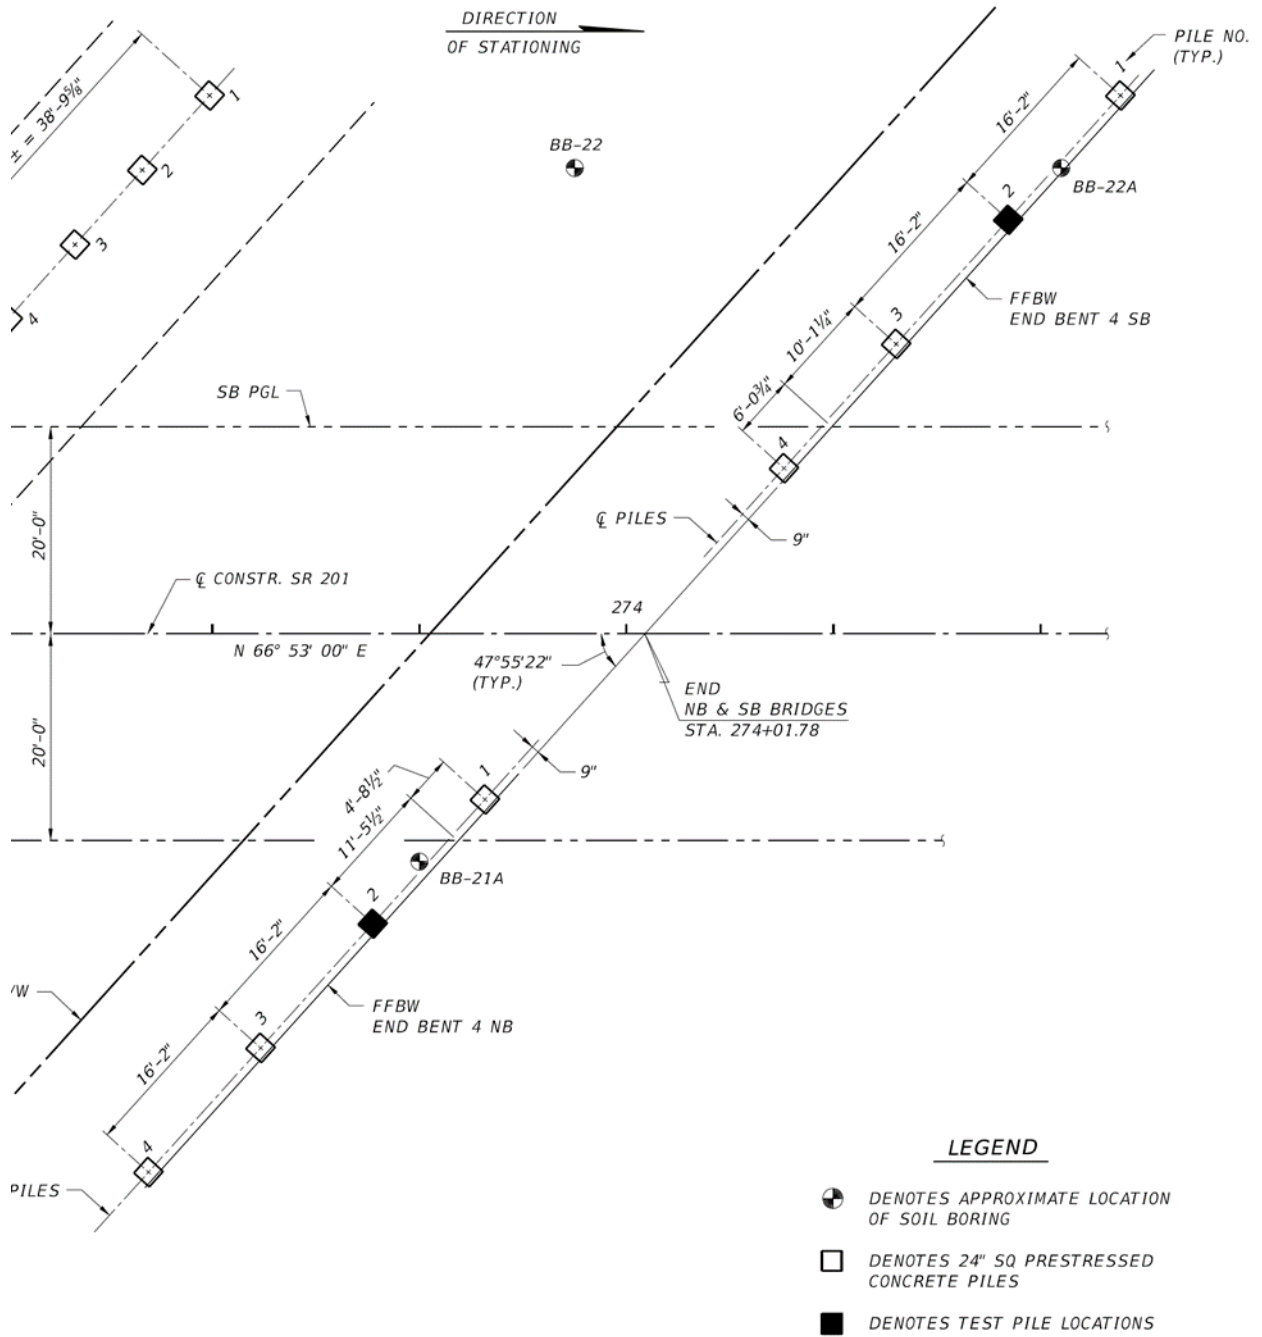 DIRECTION
OF STATIONING
PILE NO.
(TYP.)
± = 38'-9⅝"
1
2
3
4
BB-22
1
16'-2"
BB-22A
2
16'-2"
FFBW
END BENT 4 SB
3
10'-1¼"
6'-0¾"
4
SB PGL
20'-0"
℄ PILES
9"
℄ CONSTR. SR 201
274
N 66° 53' 00" E
47°55'22"
(TYP.)
END
NB & SB BRIDGES
STA. 274+01.78
20'-0"
9"
1
4'-8½"
11'-5½"
BB-21A
2
16'-2"
/W
FFBW
END BENT 4 NB
3
16'-2"
4
PILES
LEGEND
DENOTES APPROXIMATE LOCATION
OF SOIL BORING
DENOTES 24" SQ PRESTRESSED
CONCRETE PILES
DENOTES TEST PILE LOCATIONS